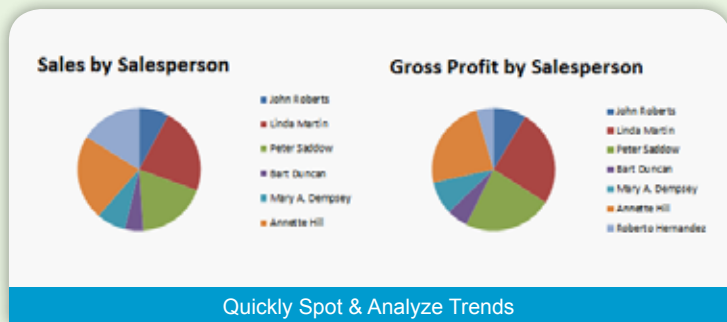 Sales by Salesperson
John Roberts
Linda Martin
Peter Saddow
Bart Duncan
Mary A. Dempsey
Annette Hill
Gross Profit by Salesperson
John Roberts
Linda Martin
Peter Saddow
Bart Duncan
Mary A. Dempsey
Annette Hill
Roberto Hernandez
Quickly Spot & Analyze Trends